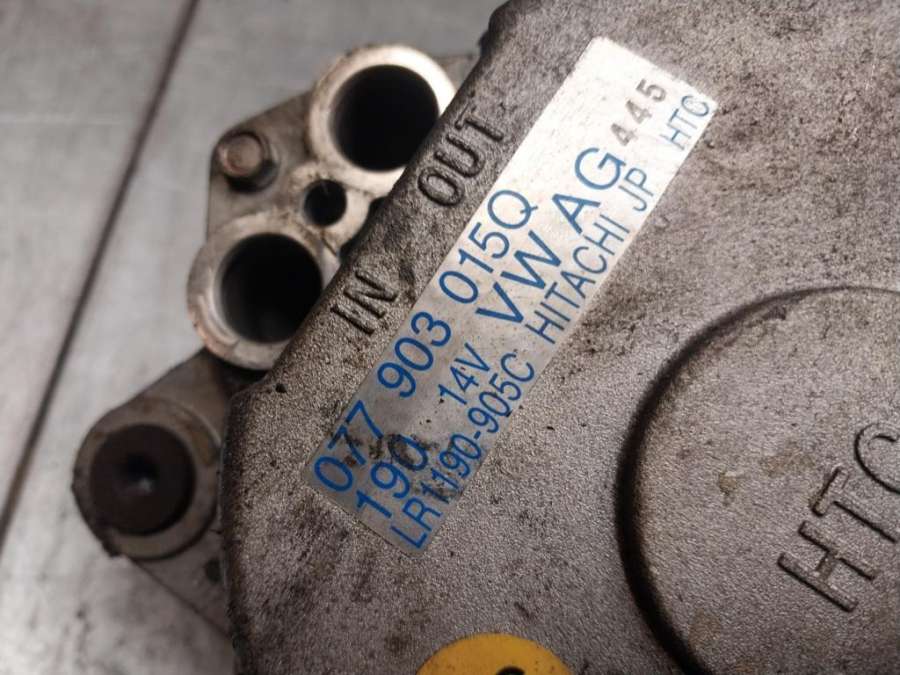 OUT
IN
077 903 015Q
190 14V VW AG 445
LR1190-905C HITACHI JP HTC
HTC